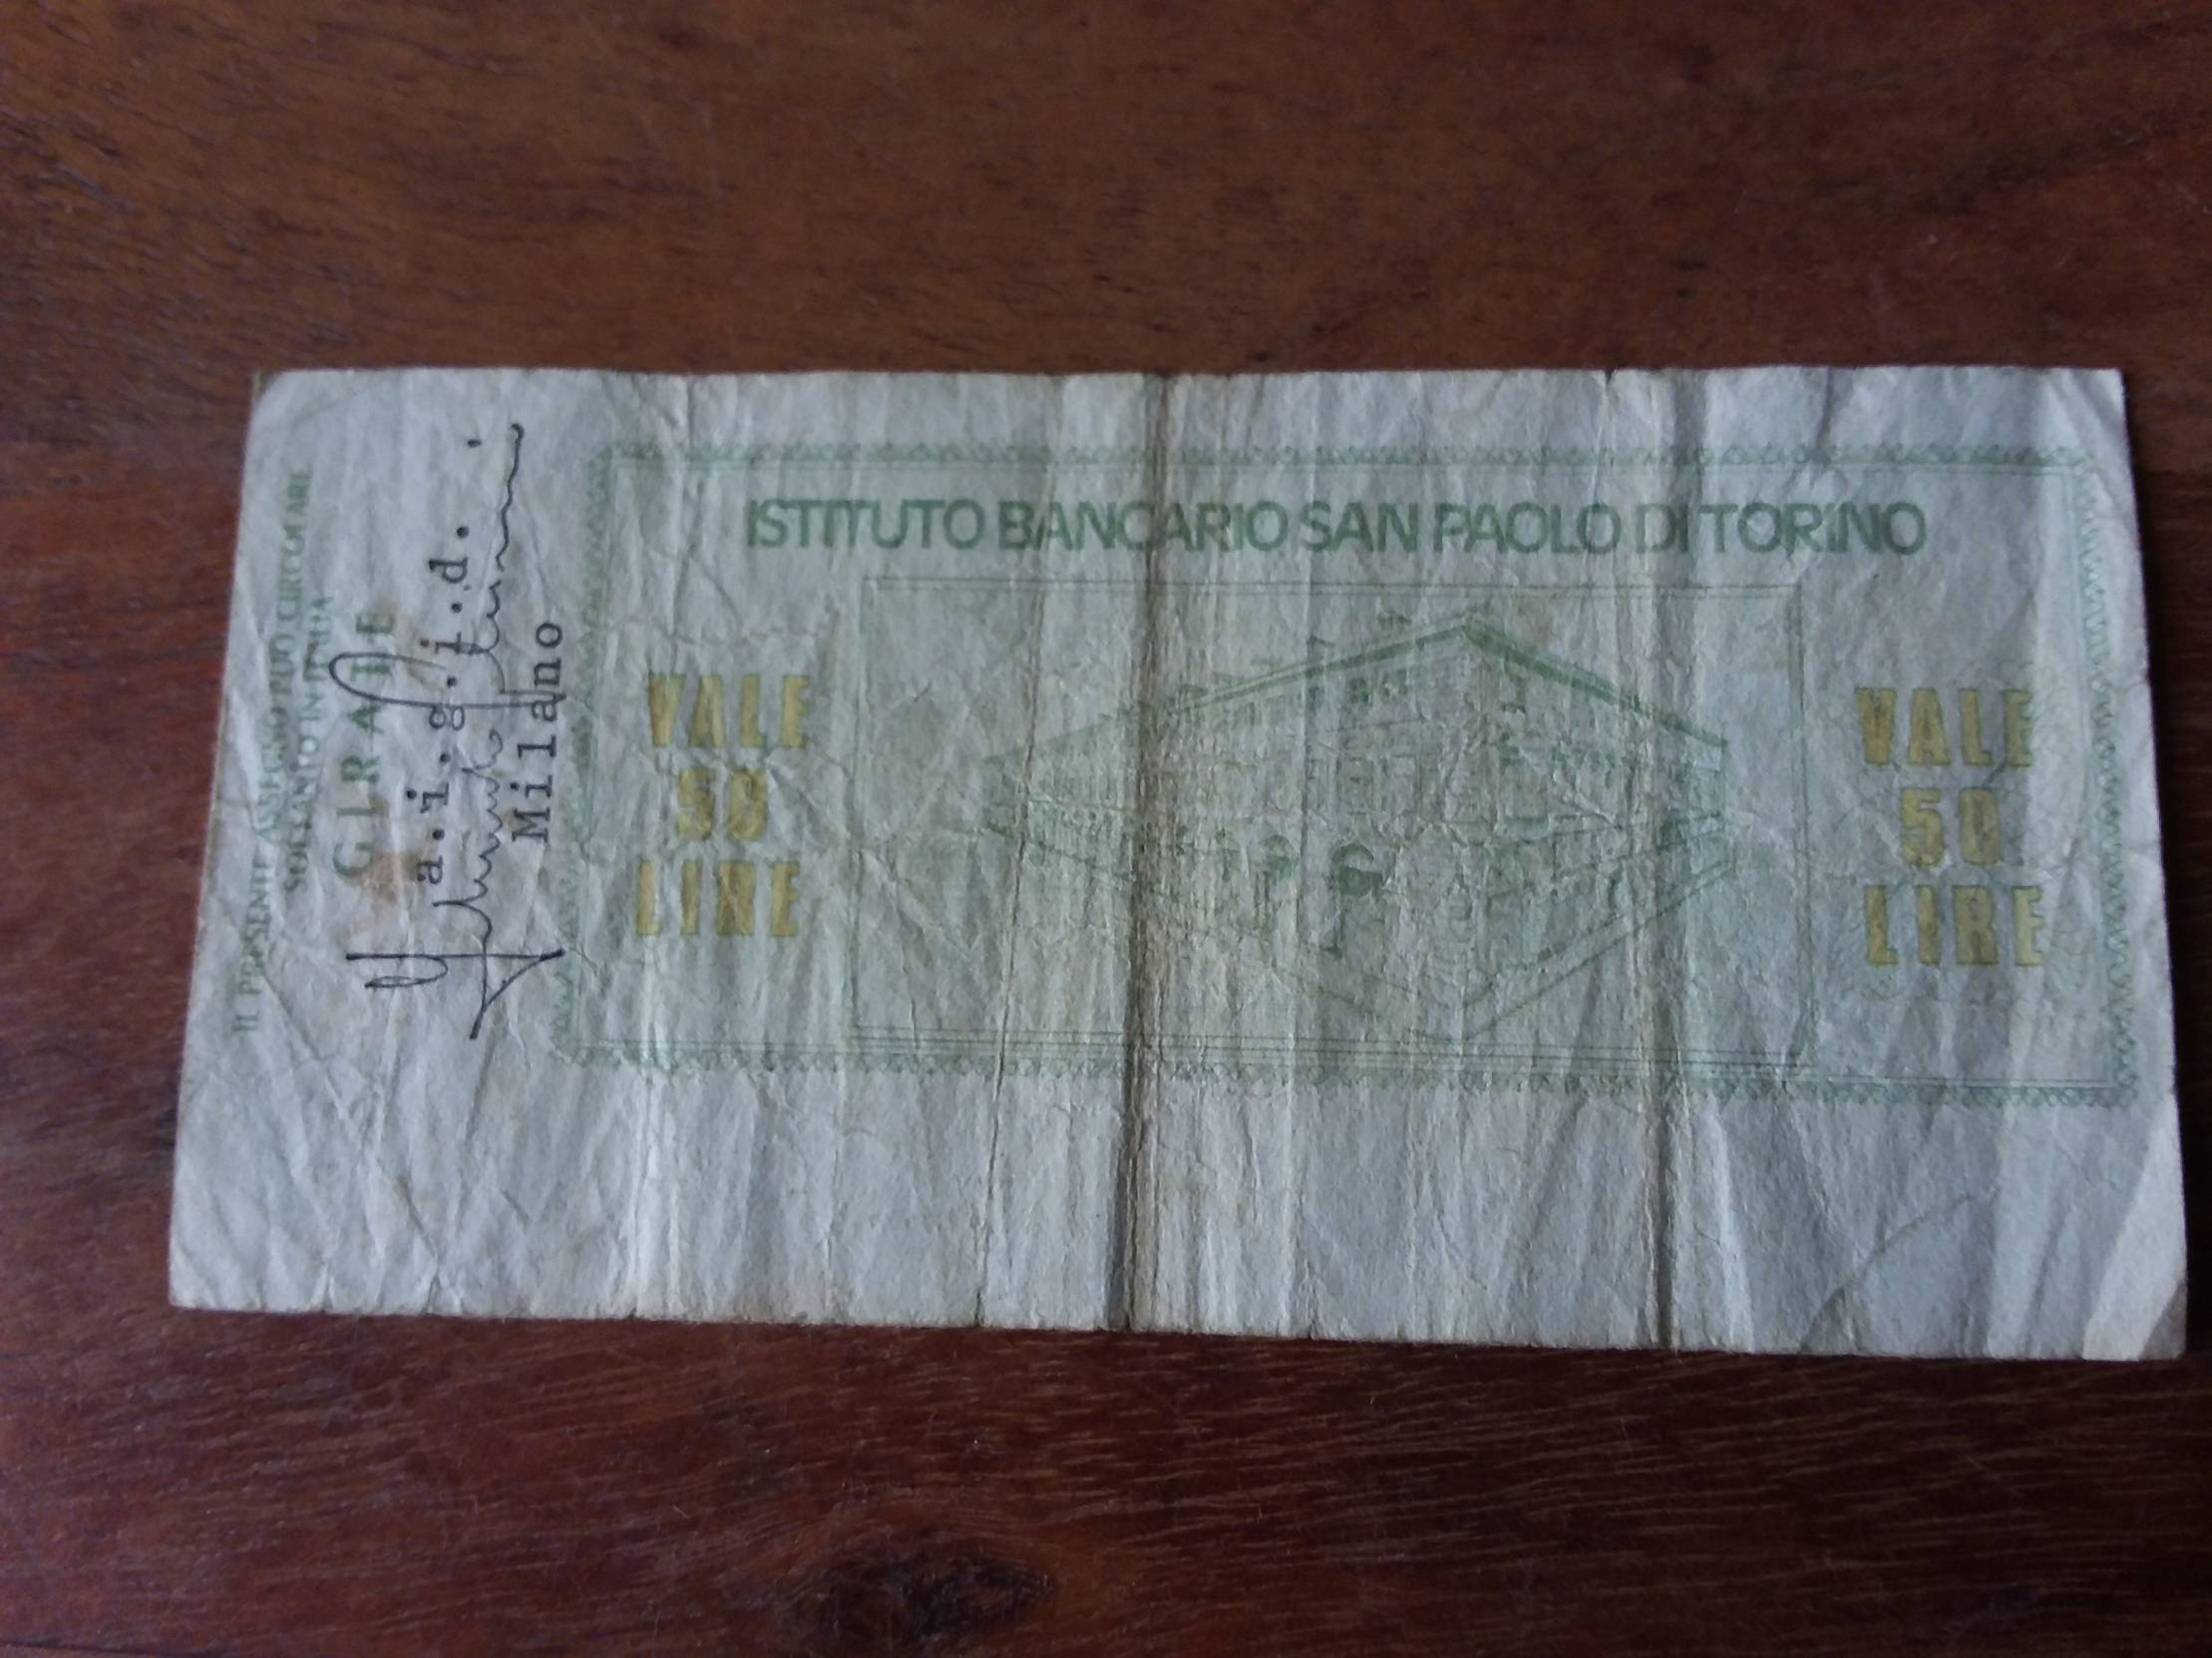 IL PRESENTE ASSEGNO PUO CIRCOLARE
SOLTANTO IN ITALIA
GIRATE
a.i.g.i.d.
Milano
ISTITUTO BANCARIO SAN PAOLO DI TORINO
VALE
50
LIRE
VALE
50
LIRE